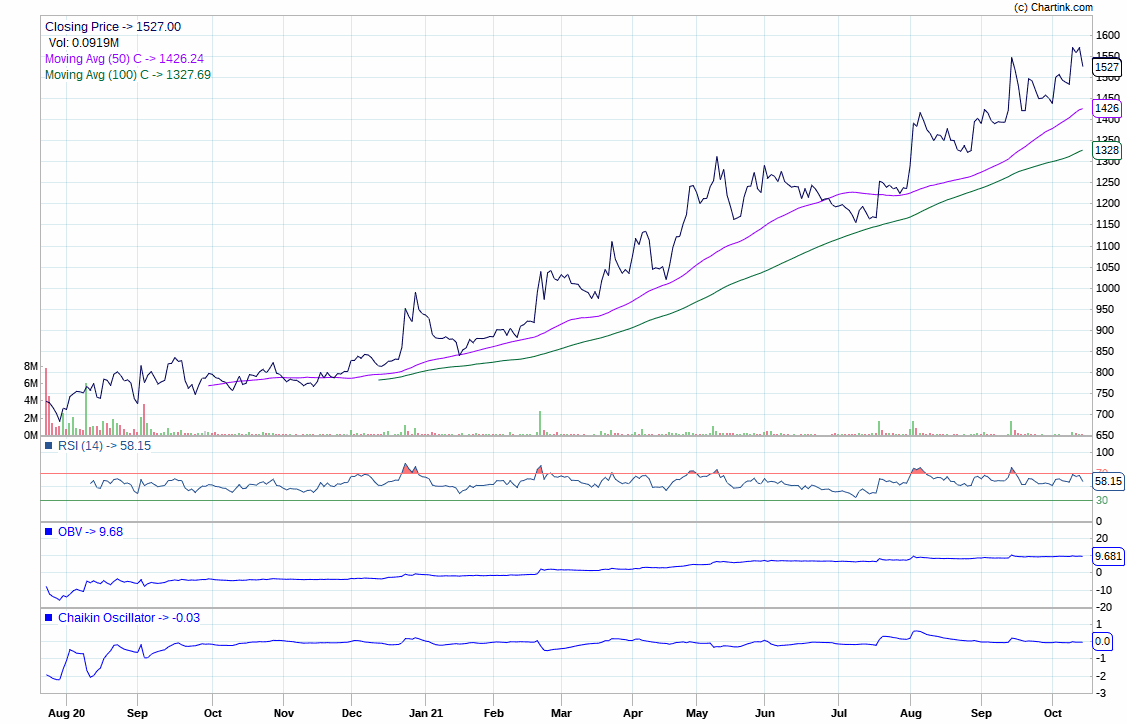 (c) Chartink.com
Closing Price -> 1527.00
Vol: 0.0919M
Moving Avg (50) C -> 1426.24
Moving Avg (100) C -> 1327.69
1600
1550
1527
1500
1450
1426
1400
1350
1328
1300
1250
1200
1150
1100
1050
1000
950
900
850
800
750
700
650
8M
6M
4M
2M
0M
RSI (14) -> 58.15
100
70
58.15
30
0
OBV -> 9.68
20
9.681
0
-10
-20
Chaikin Oscillator -> -0.03
1
0.0
-1
-2
-3
Aug 20 Sep Oct Nov Dec Jan 21 Feb Mar Apr May Jun Jul Aug Sep Oct